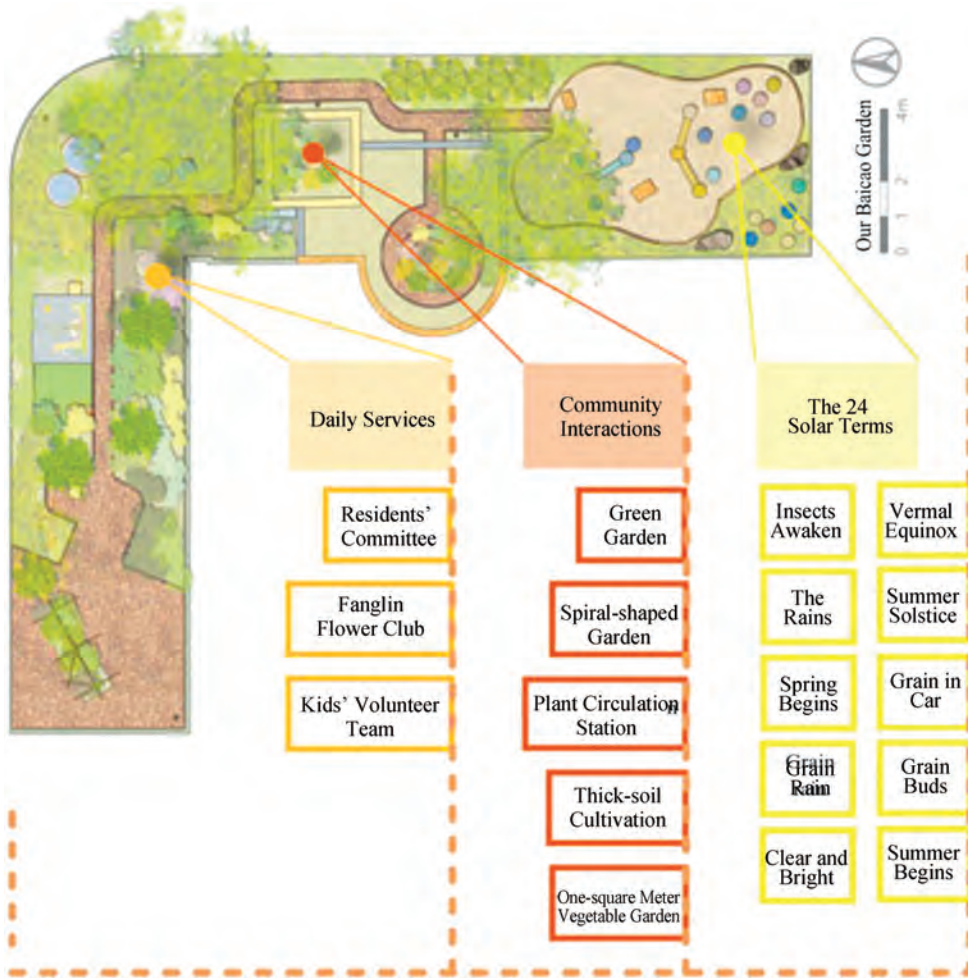 Our Baicao Garden
0 1 2 4m
Daily Services
Community
Interactions
The 24
Solar Terms
Residents'
Committee
Fanglin
Flower Club
Kids' Volunteer
Team
Green
Garden
Spiral-shaped
Garden
Plant Circulation
Station
Thick-soil
Cultivation
One-square Meter
Vegetable Garden
Insects
Awaken
Vermal
Equinox
The
Rains
Summer
Solstice
Spring
Begins
Grain in
Car
Grain
Rain
Grain
Buds
Clear and
Bright
Summer
Begins